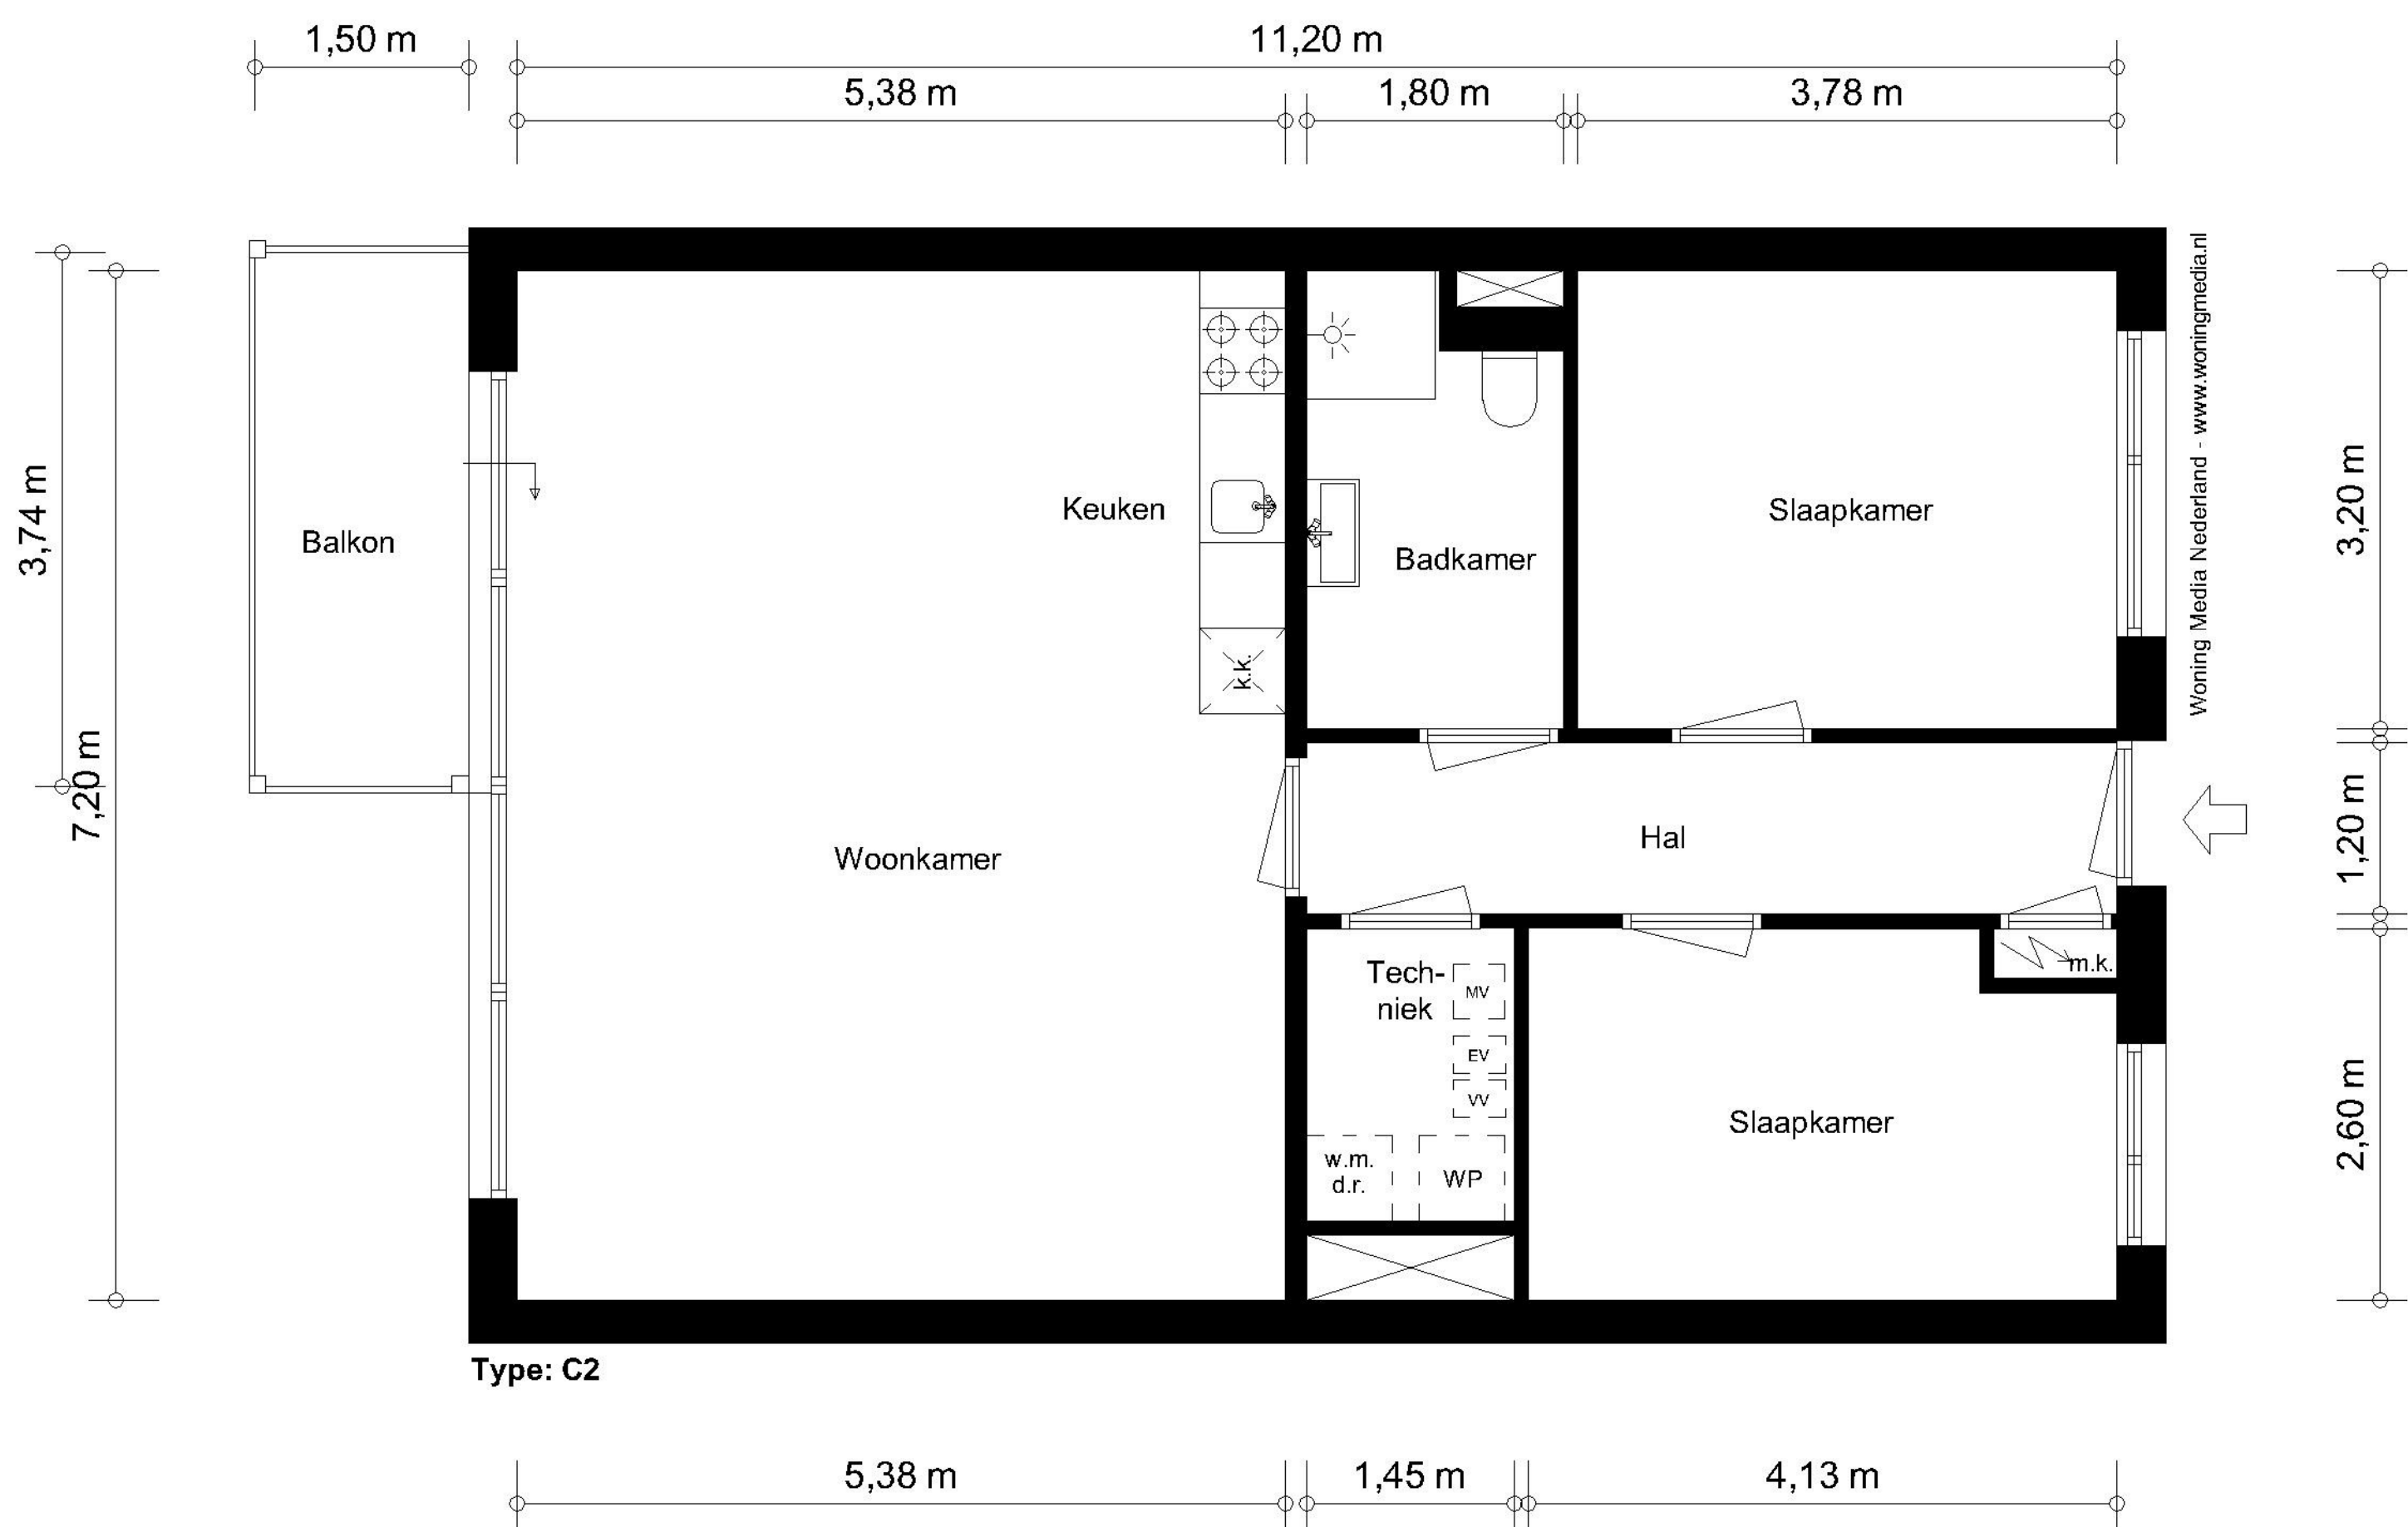 1,50 m
11,20 m
5,38 m
1,80 m
3,78 m
3,74 m
7,20 m
Balkon
Keuken
Badkamer
Slaapkamer
k.k.
Woonkamer
Hal
Woning Media Nederland - www.woningmedia.nl
3,20 m
1,20 m
2,60 m
Tech-
niek
MV
EV
VV
w.m.
d.r.
WP
m.k.
Slaapkamer
Type: C2
5,38 m
1,45 m
4,13 m